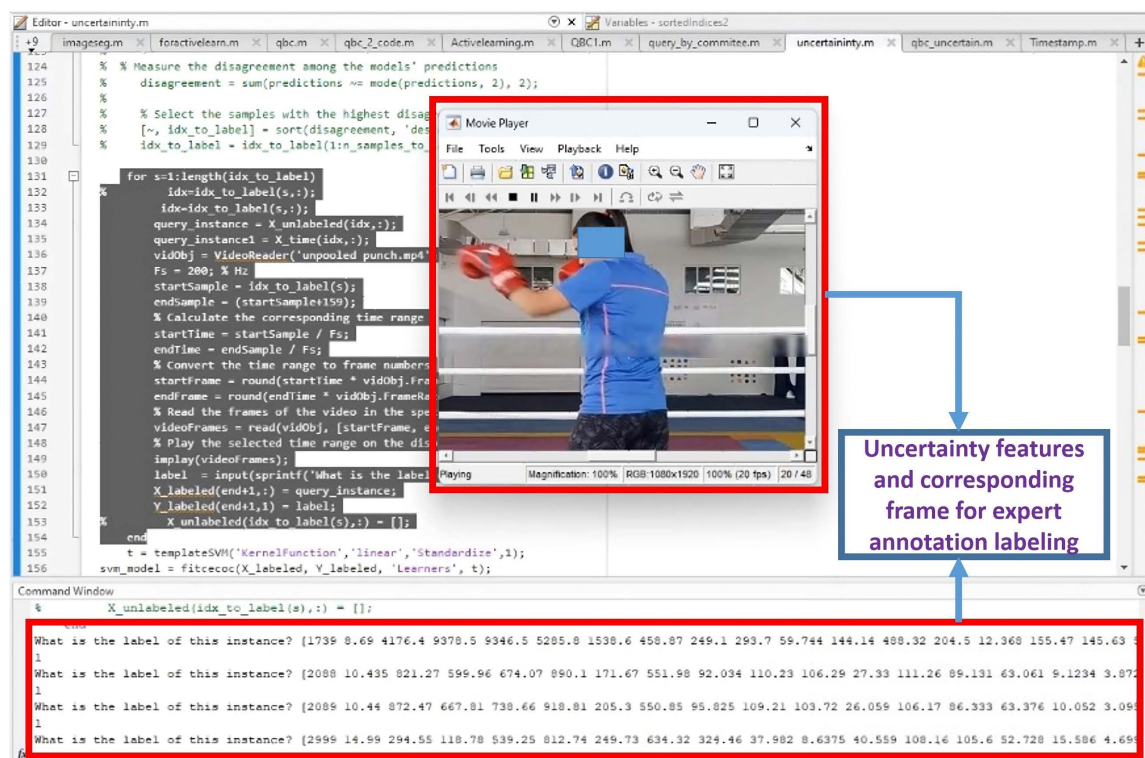 Editor - uncertaininty.m
Variables - sortedIndices2
+9 imageseg.m foractivelearn.m qbc.m qbc_2_code.m Activelearning.m QBC1.m query_by_commitee.m uncertaininty.m qbc_uncertain.m Timestamp.m +
124 % % Measure the disagreement among the models' predictions
125 % disagreement = sum(predictions ~= mode(predictions, 2), 2);
126 %
127 % % Select the samples with the highest disag
128 % [~, idx_to_label] = sort(disagreement, 'des
129 % idx_to_label = idx_to_label(1:n_samples_to_
130
131 for s=1:length(idx_to_label)
132 % idx=idx_to_label(s,:);
133 idx=idx_to_label(s,:);
134 query_instance = X_unlabeled(idx,:);
135 query_instance1 = X_time(idx,:);
136 vidObj = VideoReader('unpooled punch.mp4'
137 Fs = 200; % Hz
138 startSample = idx_to_label(s);
139 endSample = (startSample+159);
140 % Calculate the corresponding time range
141 startTime = startSample / Fs;
142 endTime = endSample / Fs;
143 % Convert the time range to frame numbers
144 startFrame = round(startTime * vidObj.Fra
145 endFrame = round(endTime * vidObj.FrameRa
146 % Read the frames of the video in the spe
147 videoFrames = read(vidObj, [startFrame, e
148 % Play the selected time range on the dis
149 implay(videoFrames);
150 label = input(sprintf('What is the label
151 X_labeled(end+1,:) = query_instance;
152 Y_labeled(end+1,1) = label;
153 % X_unlabeled(idx_to_label(s),:) = [];
154 end
155 t = templateSVM('KernelFunction','linear','Standardize',1);
156 svm_model = fitcecoc(X_labeled, Y_labeled, 'Learners', t);
Movie Player
File Tools View Playback Help
Playing Magnification: 100% RGB:1080x1920 100% (20 fps) 20 / 48
Uncertainty features
and corresponding
frame for expert
annotation labeling
Command Window
% X_unlabeled(idx_to_label(s),:) = [];
end
What is the label of this instance? [1739 8.69 4176.4 9378.5 9346.5 5285.8 1538.6 458.87 249.1 293.7 59.744 144.14 488.32 204.5 12.368 155.47 145.63
1
What is the label of this instance? [2088 10.435 821.27 599.96 674.07 890.1 171.67 551.98 92.034 110.23 106.29 27.33 111.26 89.131 63.061 9.1234 3.872
1
What is the label of this instance? [2089 10.44 872.47 667.81 738.66 918.81 205.3 550.85 95.825 109.21 103.72 26.059 106.17 86.333 63.376 10.052 3.095
1
What is the label of this instance? [2999 14.99 294.55 118.78 539.25 812.74 249.73 634.32 324.46 37.982 8.6375 40.559 108.16 105.6 52.728 15.586 4.699